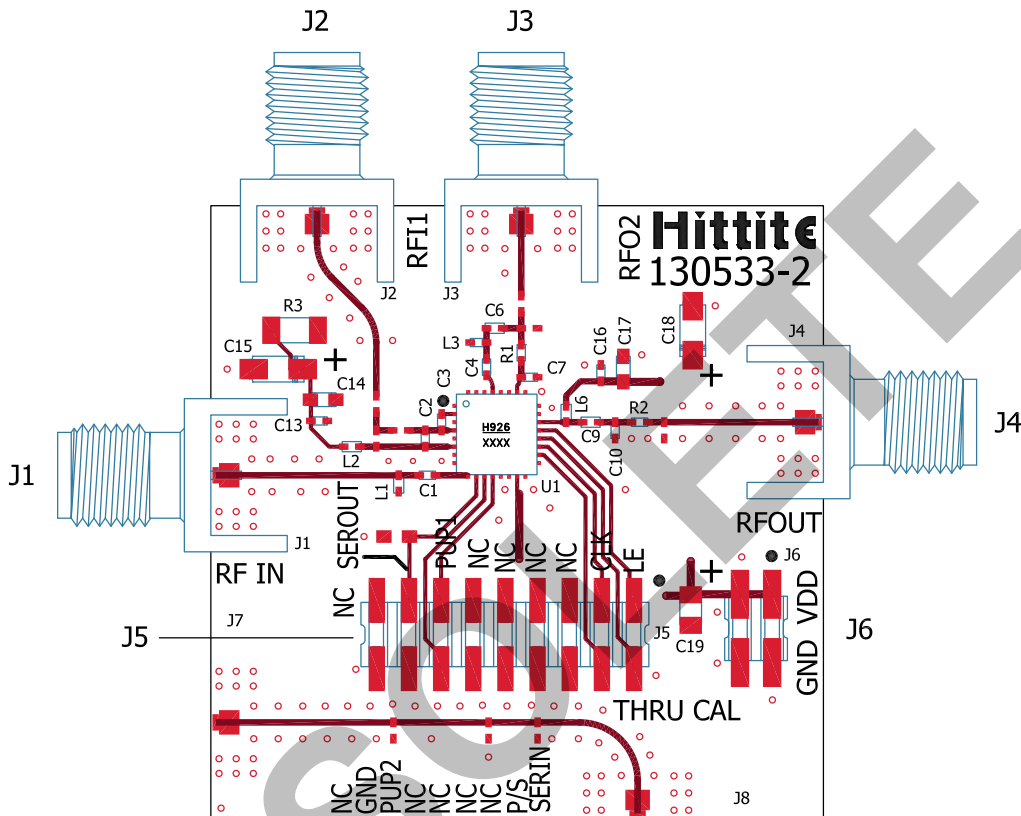 J2
J3
RFI1
RFO2
Hittite
130533-2
J2
J3
R3
C15
C14
C13
L2
C2
C3
C6
L3
C4
R1
C7
C16
C17
C18
J4
L6
C9
R2
C10
H926
XXXX
U1
J1
J4
L1
C1
J1
RF IN
RFOUT
SEROUT
PUP1
NC
NC
NC
NC
CLK
LE
NC
J6
GND VDD
J7
J5
J5
C19
J6
THRU CAL
NC
GND
PUP2
NC
NC
NC
NC
P/S
SERIN
J8
SOLETE